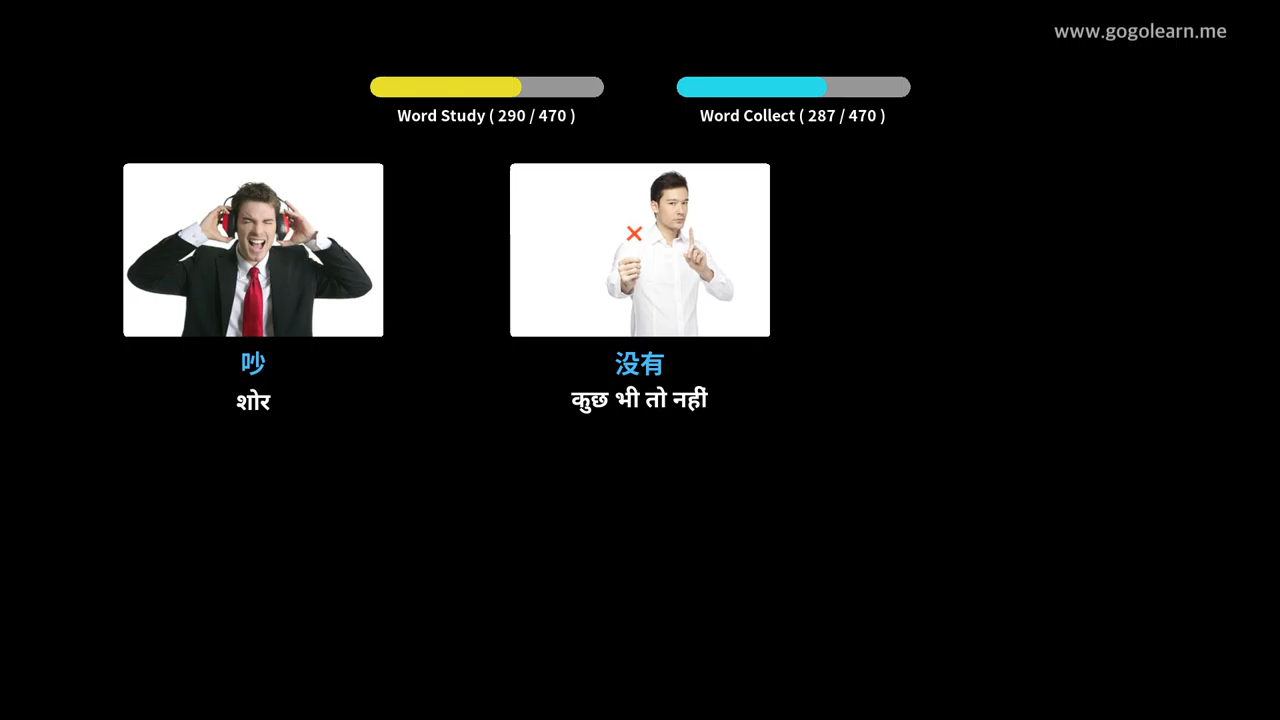 www.gogolearn.me
Word Study ( 290 / 470 )
Word Collect ( 287 / 470 )
吵
शोर
没有
कुछ भी तो नहीं